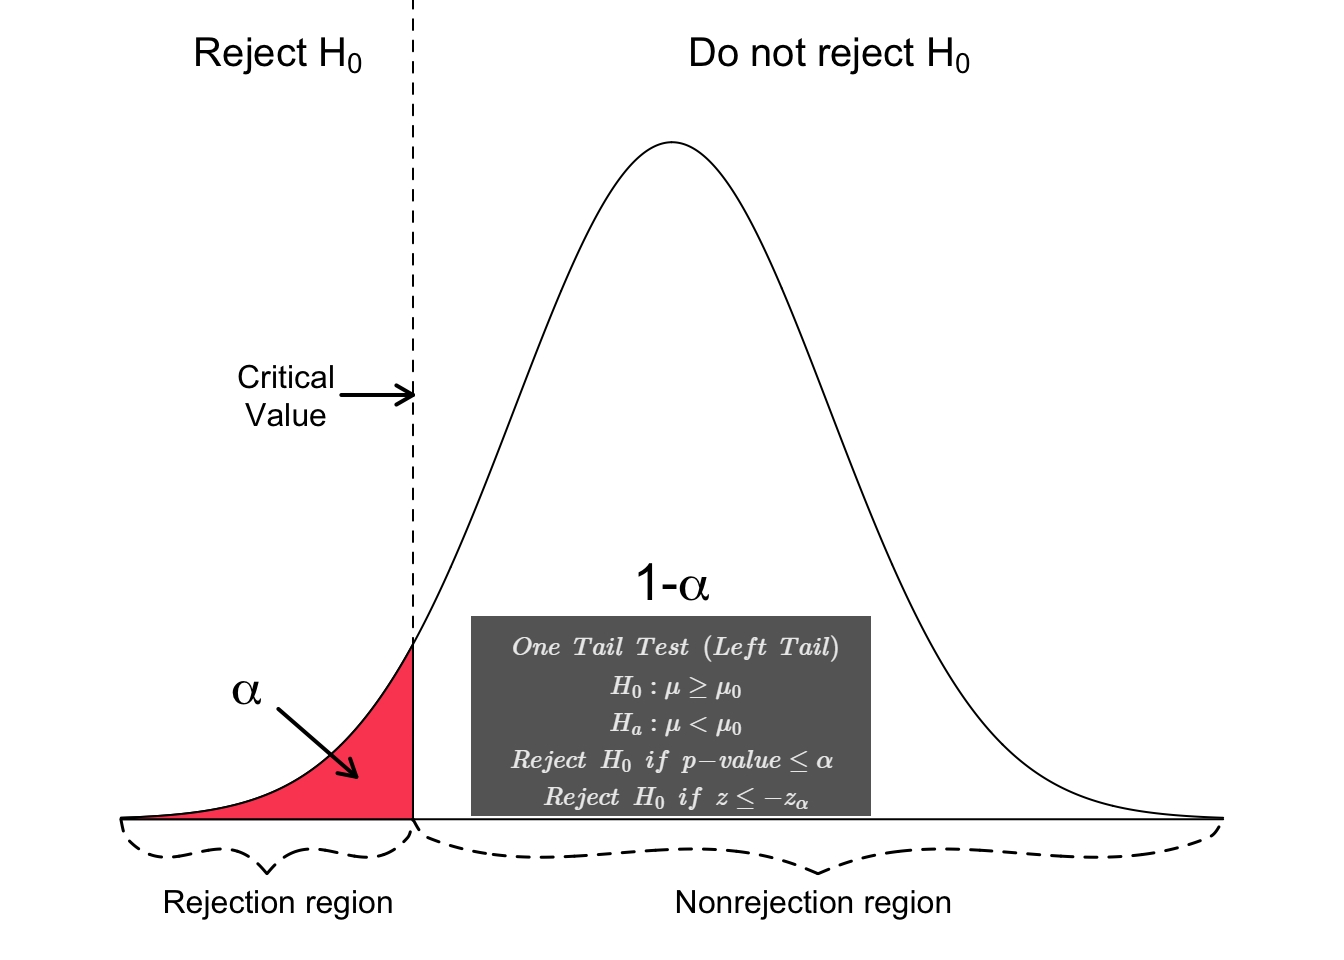 Reject H₀
Do not reject H₀
Critical
Value
1-α
α
One Tail Test (Left Tail)
H₀ : μ ≥ μ₀
Hₐ : μ < μ₀
Reject H₀ if p−value ≤ α
Reject H₀ if z ≤ −z_α
Rejection region
Nonrejection region